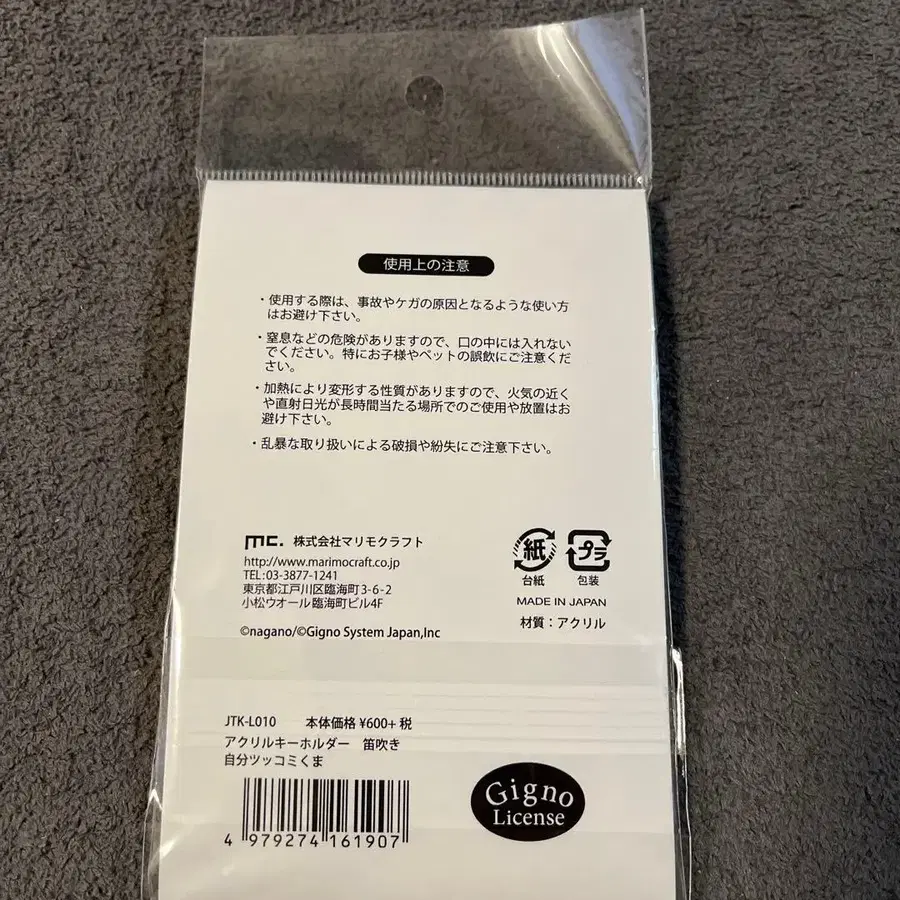 使用上の注意
・使用する際は、事故やケガの原因となるような使い方
はお避け下さい。
・窒息などの危険がありますので、口の中には入れない
でください。特にお子様やペットの誤飲にご注意くだ
さい。
・加熱により変形する性質がありますので、火気の近く
や直射日光が長時間当たる場所でのご使用や放置はお
避け下さい。
・乱暴な取り扱いによる破損や紛失にご注意下さい。
mc. 株式会社マリモクラフト
http://www.marimocraft.co.jp
TEL:03-3877-1241
東京都江戸川区臨海町3-6-2
小松ウオール臨海町ビル4F
©nagano/©Gigno System Japan,Inc
紙 プラ
台紙 包装
MADE IN JAPAN
材質：アクリル
JTK-L010 本体価格 ¥600+ 税
アクリルキーホルダー 笛吹き
自分ツッコミくま
4 979274 161907
Gigno
License